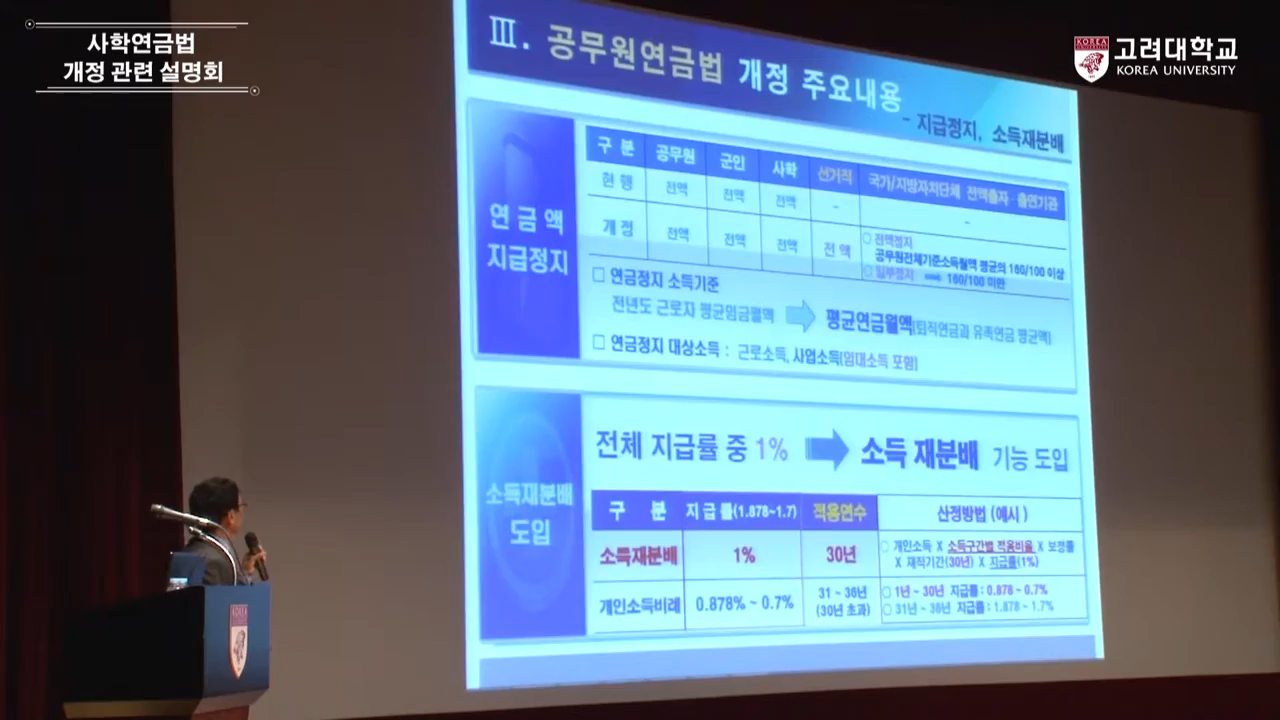 사학연금법
개정 관련 설명회
KOREA
고려대학교
KOREA UNIVERSITY
Ⅲ. 공무원연금법 개정 주요내용
- 지급정지, 소득재분배
연금액
지급정지
구 분 공무원 군인 사학 선거직 국가/지방자치단체 전액출자·출연기관
현행 전액 전액 전액 - -
개정 전액 전액 전액 전액 ○ 전액정지
공무원전체기준소득월액 평균의 160/100 이상
○ 일부정지 ➡ 160/100 미만
□ 연금정지 소득기준
전년도 근로자 평균임금월액 ➡ 평균연금월액(퇴직연금과 유족연금 평균액)
□ 연금정지 대상소득 : 근로소득, 사업소득(임대소득 포함)
소득재분배
도입
전체 지급률 중 1% ➡ 소득 재분배 기능 도입
구 분 지급률(1.878~1.7) 적용연수 산정방법 (예시)
소득재분배 1% 30년 ○ 개인소득 X 소득구간별 적용비율 X 보정률
X 재직기간(30년) X 지급률(1%)
개인소득비례 0.878% ~ 0.7% 31 ~ 36년
(30년 초과)
○ 1년 ~ 30년 지급률 : 0.878 ~ 0.7%
○ 31년 ~ 36년 지급률 : 1.878 ~ 1.7%
KOREA